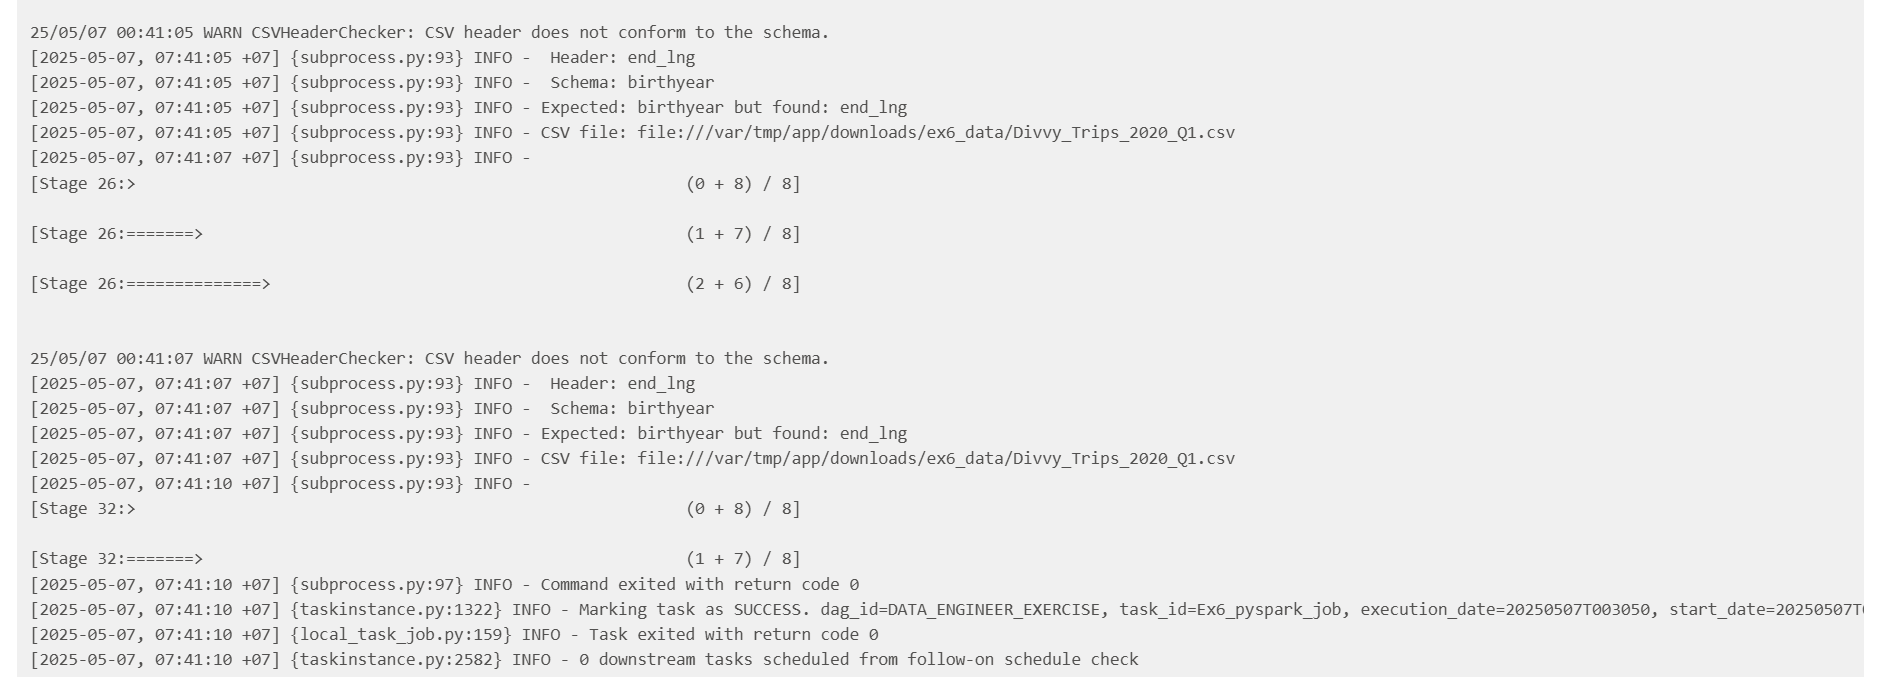 25/05/07 00:41:05 WARN CSVHeaderChecker: CSV header does not conform to the schema.
[2025-05-07, 07:41:05 +07] {subprocess.py:93} INFO -  Header: end_lng
[2025-05-07, 07:41:05 +07] {subprocess.py:93} INFO -  Schema: birthyear
[2025-05-07, 07:41:05 +07] {subprocess.py:93} INFO - Expected: birthyear but found: end_lng
[2025-05-07, 07:41:05 +07] {subprocess.py:93} INFO - CSV file: file:///var/tmp/app/downloads/ex6_data/Divvy_Trips_2020_Q1.csv
[2025-05-07, 07:41:07 +07] {subprocess.py:93} INFO -
[Stage 26:>                                                         (0 + 8) / 8]
[Stage 26:=======>                                                  (1 + 7) / 8]
[Stage 26:==============>                                           (2 + 6) / 8]
25/05/07 00:41:07 WARN CSVHeaderChecker: CSV header does not conform to the schema.
[2025-05-07, 07:41:07 +07] {subprocess.py:93} INFO -  Header: end_lng
[2025-05-07, 07:41:07 +07] {subprocess.py:93} INFO -  Schema: birthyear
[2025-05-07, 07:41:07 +07] {subprocess.py:93} INFO - Expected: birthyear but found: end_lng
[2025-05-07, 07:41:07 +07] {subprocess.py:93} INFO - CSV file: file:///var/tmp/app/downloads/ex6_data/Divvy_Trips_2020_Q1.csv
[2025-05-07, 07:41:10 +07] {subprocess.py:93} INFO -
[Stage 32:>                                                         (0 + 8) / 8]
[Stage 32:=======>                                                  (1 + 7) / 8]
[2025-05-07, 07:41:10 +07] {subprocess.py:97} INFO - Command exited with return code 0
[2025-05-07, 07:41:10 +07] {taskinstance.py:1322} INFO - Marking task as SUCCESS. dag_id=DATA_ENGINEER_EXERCISE, task_id=Ex6_pyspark_job, execution_date=20250507T003050, start_date=20250507T
[2025-05-07, 07:41:10 +07] {local_task_job.py:159} INFO - Task exited with return code 0
[2025-05-07, 07:41:10 +07] {taskinstance.py:2582} INFO - 0 downstream tasks scheduled from follow-on schedule check